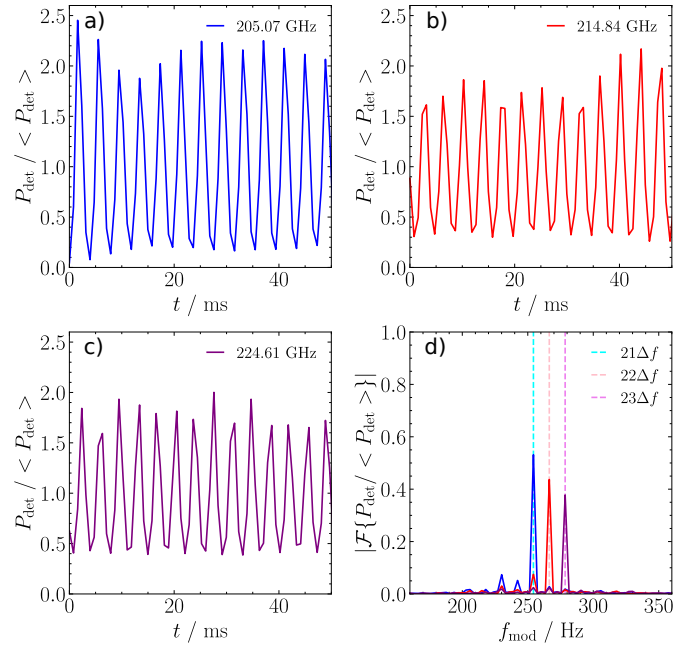 a)
205.07 GHz
P_det / < P_det >
2.5
2.0
1.5
1.0
0.5
0.0
0 20 40
t / ms
b)
214.84 GHz
P_det / < P_det >
2.5
2.0
1.5
1.0
0.5
0.0
0 20 40
t / ms
c)
224.61 GHz
P_det / < P_det >
2.5
2.0
1.5
1.0
0.5
0.0
0 20 40
t / ms
d)
21Δf
22Δf
23Δf
|ℱ{P_det/ < P_det >}|
1.0
0.8
0.6
0.4
0.2
0.0
200 250 300 350
f_mod / Hz